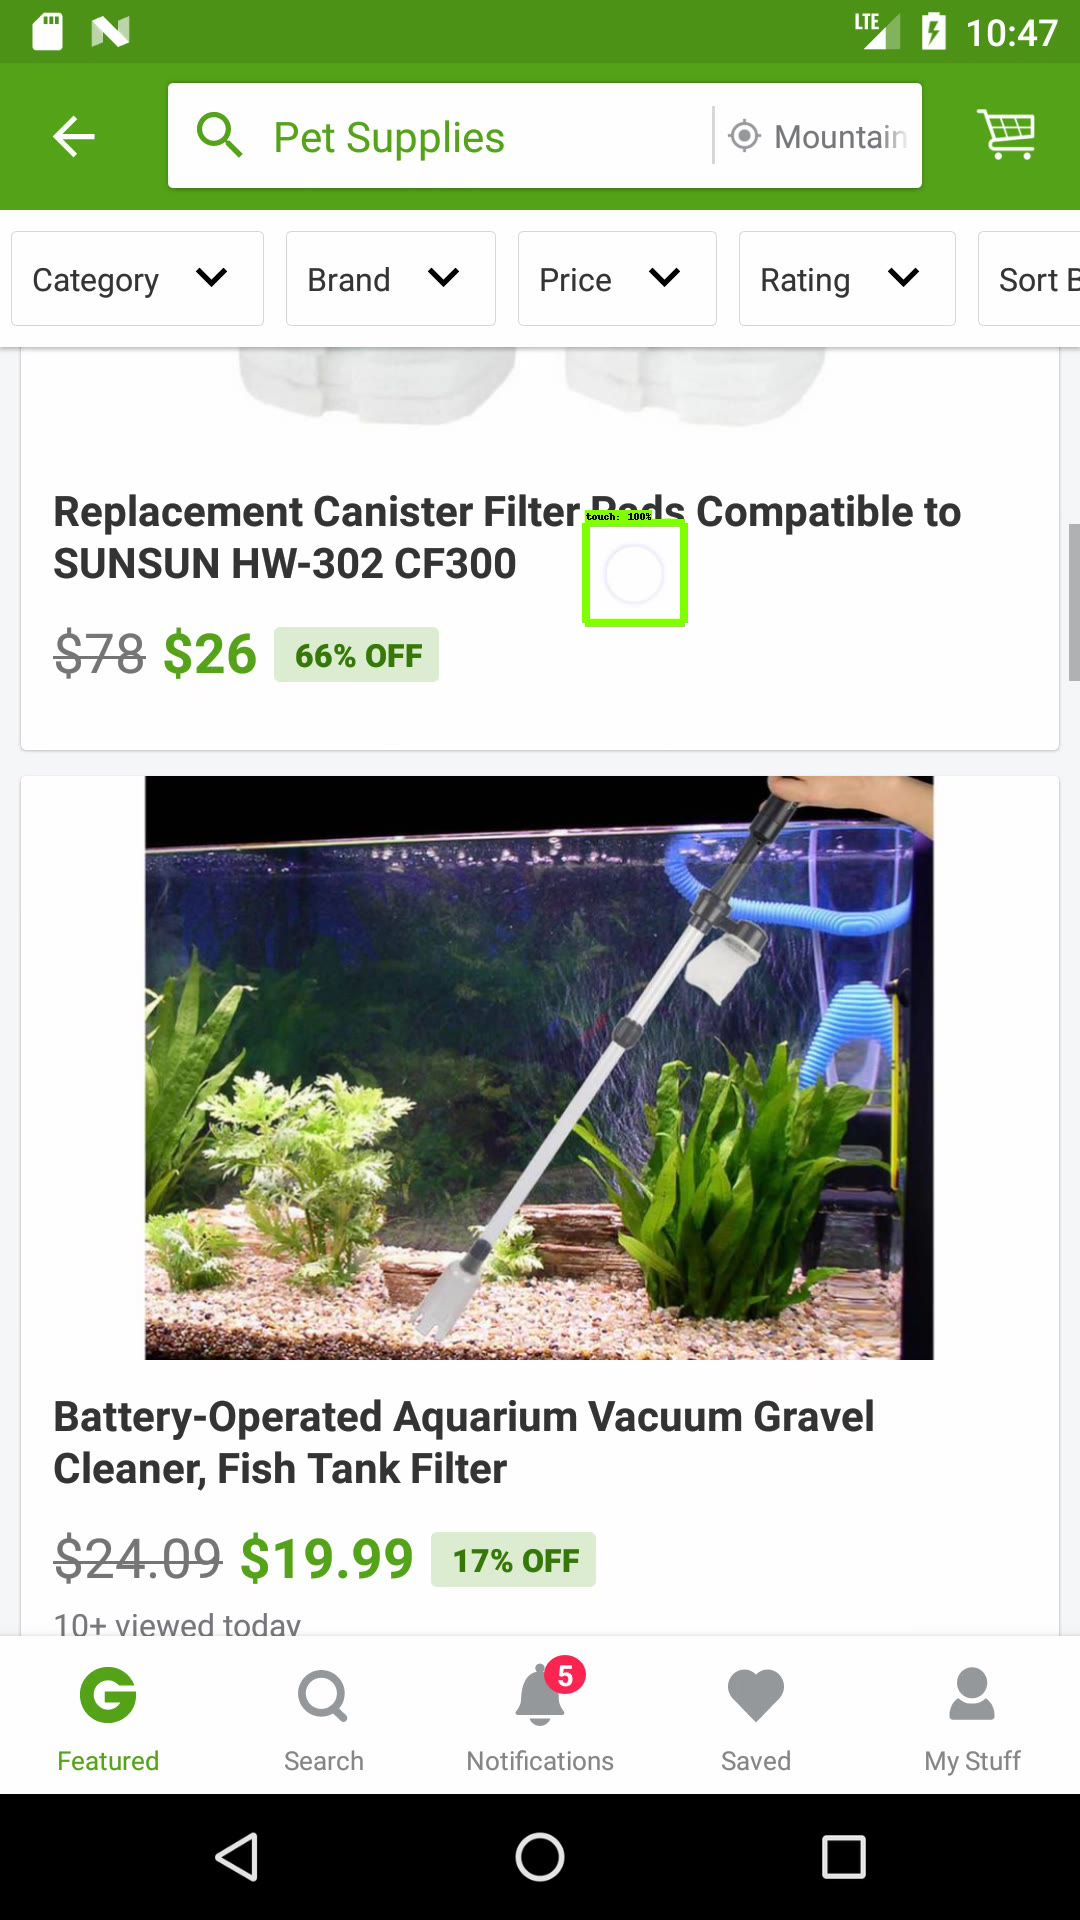 LTE 10:47
Pet Supplies Mountain
Category Brand Price Rating Sort B
Replacement Canister Filter Pads Compatible to
touch: 100%
SUNSUN HW-302 CF300
$78 $26 66% OFF
Battery-Operated Aquarium Vacuum Gravel
Cleaner, Fish Tank Filter
$24.09 $19.99 17% OFF
10+ viewed today
5
Featured Search Notifications Saved My Stuff